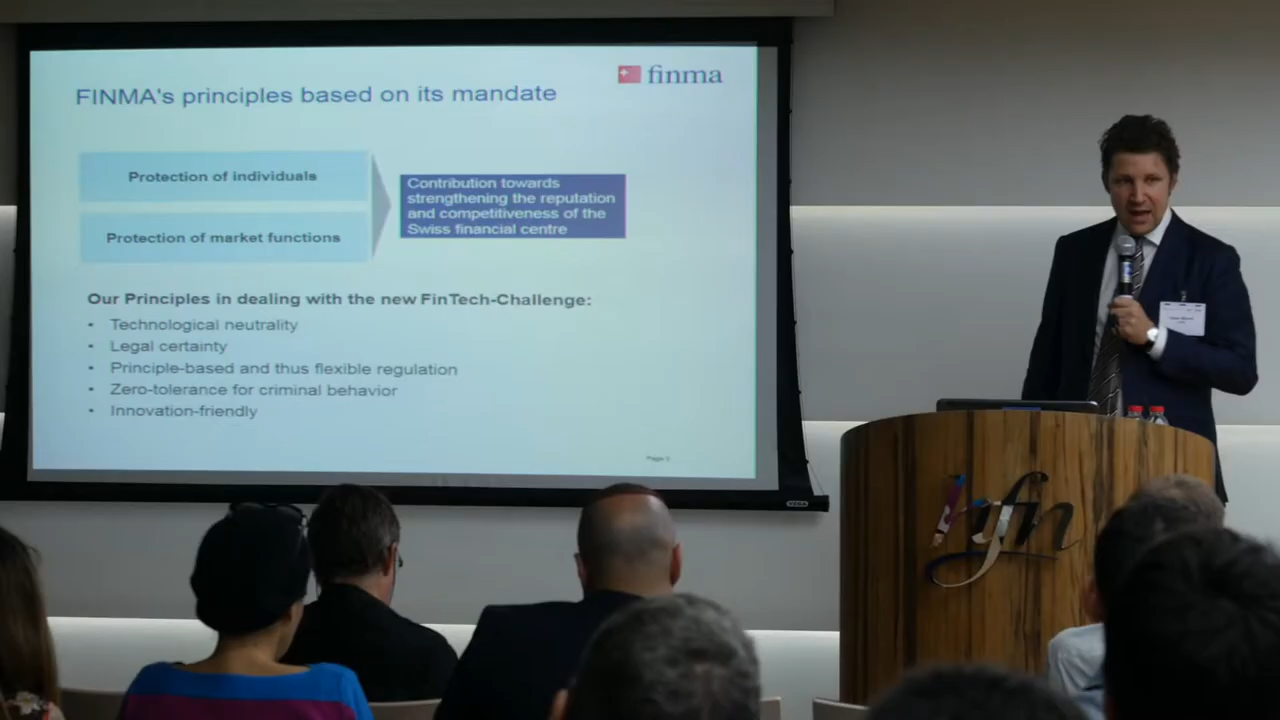 finma
FINMA's principles based on its mandate
Protection of individuals
Protection of market functions
Contribution towards
strengthening the reputation
and competitiveness of the
Swiss financial centre
Our Principles in dealing with the new FinTech-Challenge:
• Technological neutrality
• Legal certainty
• Principle-based and thus flexible regulation
• Zero-tolerance for criminal behavior
• Innovation-friendly
Page